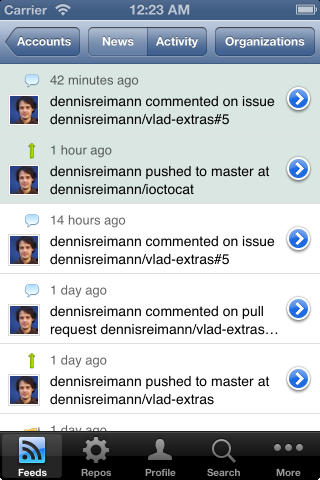 Carrier 12:23 AM
Accounts News Activity Organizations
42 minutes ago
dennisreimann commented on issue
dennisreimann/vlad-extras#5
1 hour ago
dennisreimann pushed to master at
dennisreimann/ioctocat
14 hours ago
dennisreimann commented on issue
dennisreimann/vlad-extras#5
1 day ago
dennisreimann commented on pull
request dennisreimann/vlad-extras…
1 day ago
dennisreimann pushed to master at
dennisreimann/vlad-extras
1 day ago
Feeds Repos Profile Search More